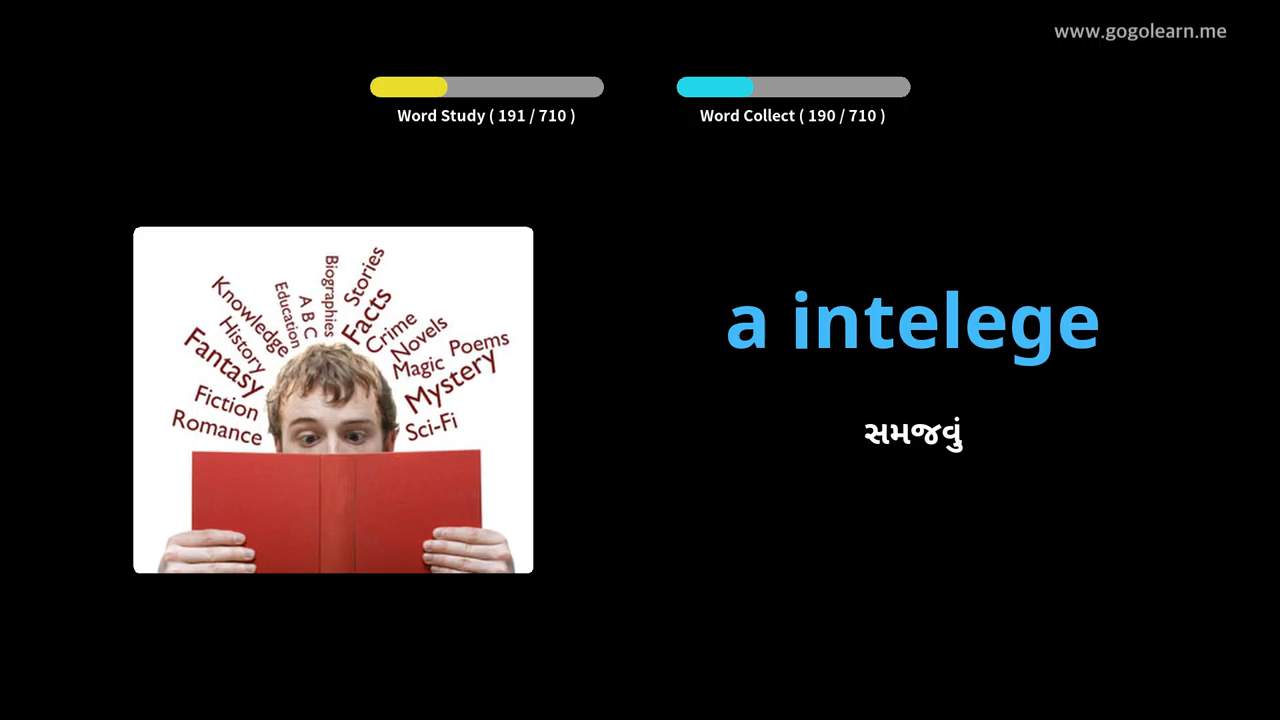 www.gogolearn.me
Word Study ( 191 / 710 )
Word Collect ( 190 / 710 )
Knowledge
History
Fantasy
Fiction
Romance
Education
A B C
Biographies
Stories
Facts
Crime
Novels
Magic
Poems
Mystery
Sci-Fi
a intelege
સમજવું